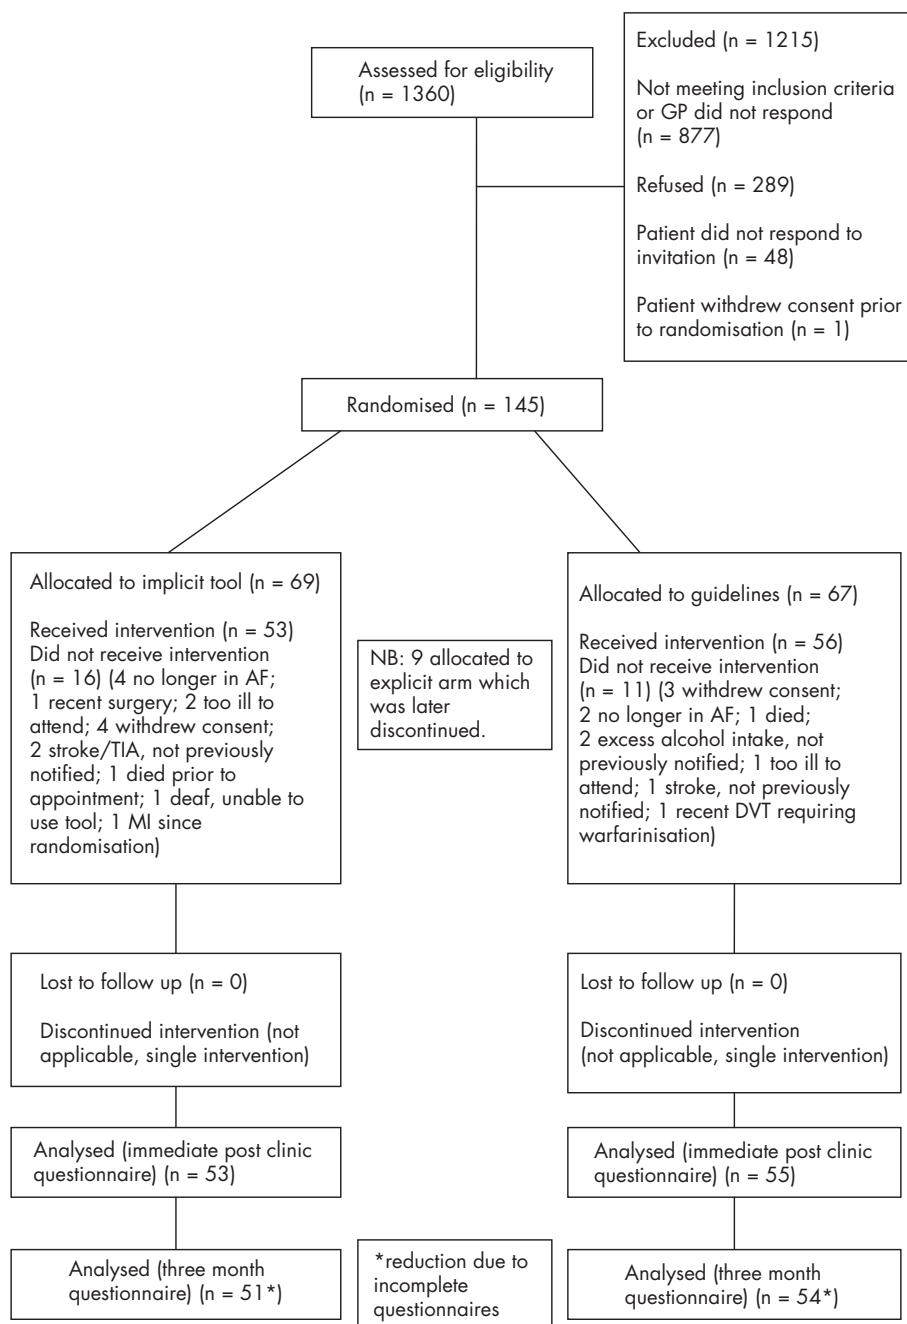 Assessed for eligibility
(n = 1360)
Excluded (n = 1215)
Not meeting inclusion criteria
or GP did not respond
(n = 877)
Refused (n = 289)
Patient did not respond to
invitation (n = 48)
Patient withdrew consent prior
to randomisation (n = 1)
Randomised (n = 145)
Allocated to implicit tool (n = 69)
Received intervention (n = 53)
Did not receive intervention
(n = 16) (4 no longer in AF;
1 recent surgery; 2 too ill to
attend; 4 withdrew consent;
2 stroke/TIA, not previously
notified; 1 died prior to
appointment; 1 deaf, unable to
use tool; 1 MI since
randomisation)
NB: 9 allocated to
explicit arm which
was later
discontinued.
Allocated to guidelines (n = 67)
Received intervention (n = 56)
Did not receive intervention
(n = 11) (3 withdrew consent;
2 no longer in AF; 1 died;
2 excess alcohol intake, not
previously notified; 1 too ill to
attend; 1 stroke, not previously
notified; 1 recent DVT requiring
warfarinisation)
Lost to follow up (n = 0)
Discontinued intervention (not
applicable, single intervention)
Lost to follow up (n = 0)
Discontinued intervention
(not applicable, single intervention)
Analysed (immediate post clinic
questionnaire) (n = 53)
Analysed (immediate post clinic
questionnaire) (n = 55)
Analysed (three month
questionnaire) (n = 51*)
*reduction due to
incomplete
questionnaires
Analysed (three month
questionnaire) (n = 54*)